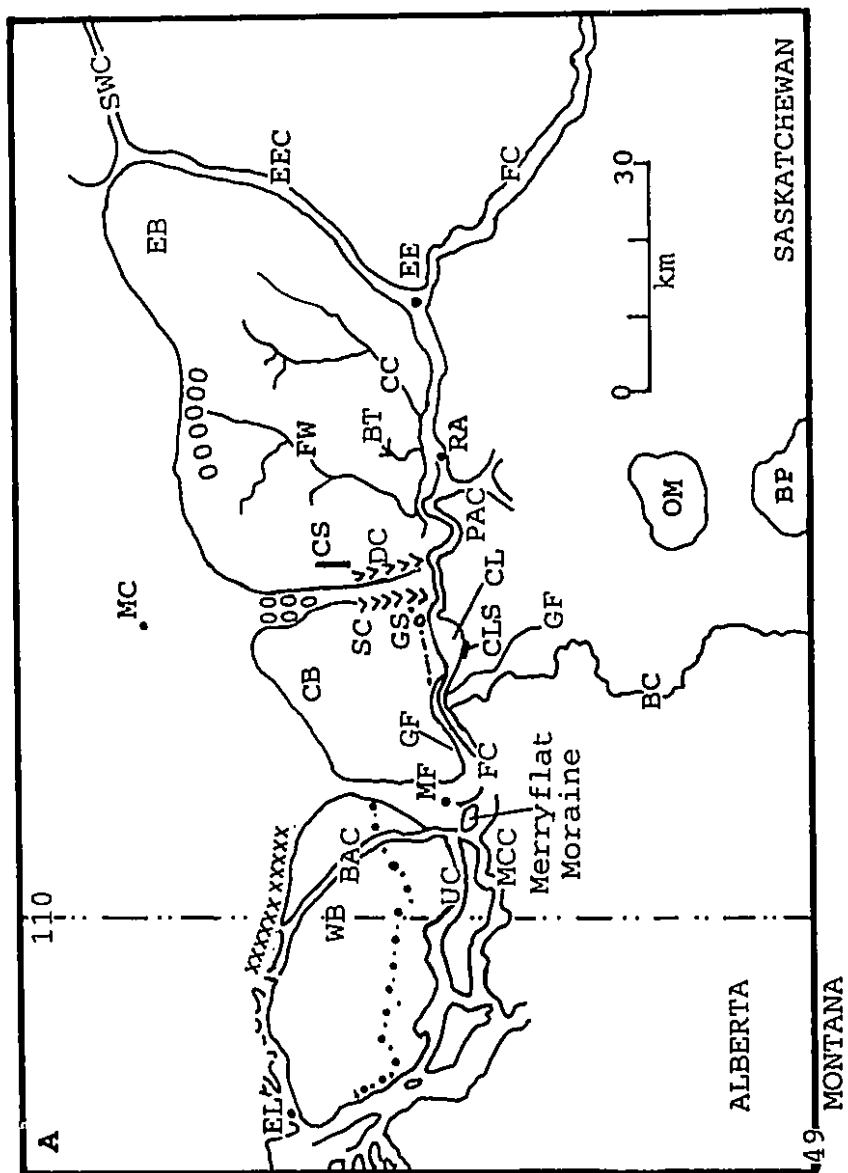 A
110
SWC
MC
EB
EL
EEC
CB
FW
CS
WB
BAC
SC
DC
BT
CC
GS
GF
EE
MF
UC
RA
FC
PAC
CLS
CL
MCC
FC
Merryflat
Moraine
GF
0 30
km
BC
OM
ALBERTA
BP
SASKATCHEWAN
49
MONTANA